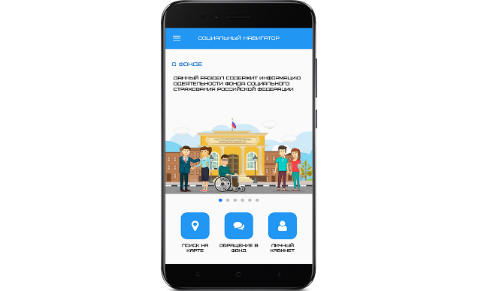 СОЦИАЛЬНЫЙ НАВИГАТОР
О ФОНДЕ
ДАННЫЙ РАЗДЕЛ СОДЕРЖИТ ИНФОРМАЦИЮ
ОДЕЯТЕЛЬНОСТИ ФОНДА СОЦИАЛЬНОГО
СТРАХОВАНИЯ РОССИЙСКОЙ ФЕДЕРАЦИИ
ПОИСК НА
КАРТЕ
ОБРАЩЕНИЕ В
ФОНД
ЛИЧНЫЙ
КАБИНЕТ